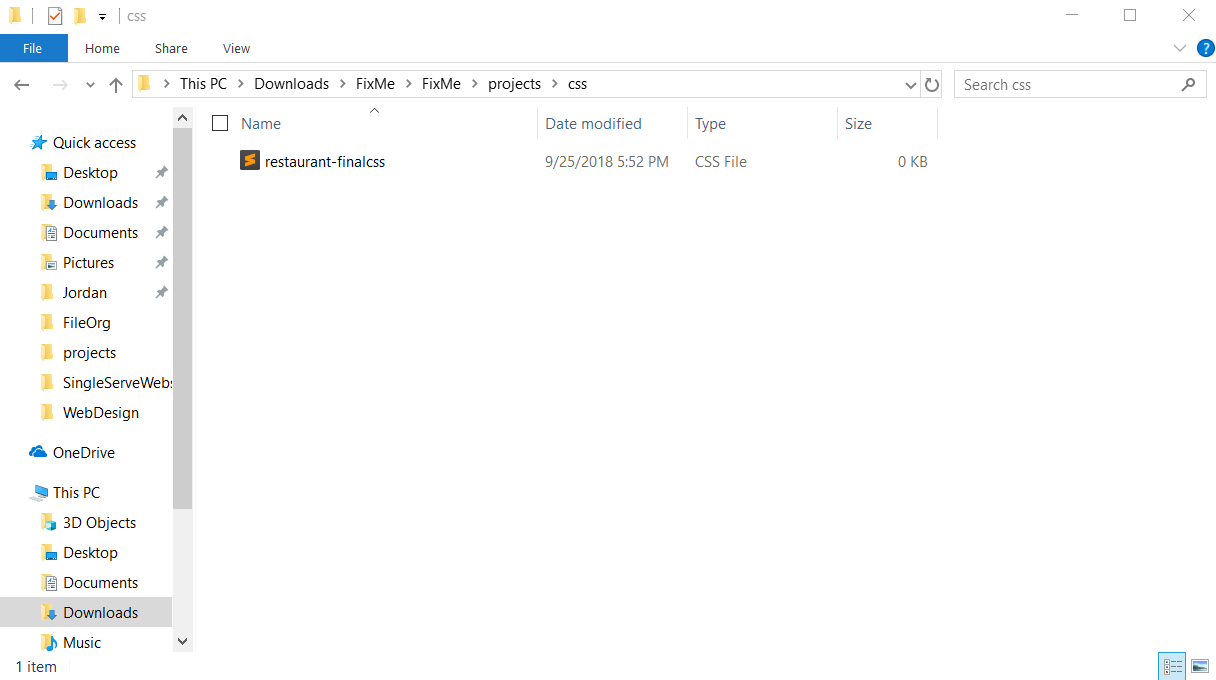 css
File Home Share View
This PC Downloads FixMe FixMe projects css
Search css
Name Date modified Type Size
restaurant-finalcss 9/25/2018 5:52 PM CSS File 0 KB
Quick access
Desktop
Downloads
Documents
Pictures
Jordan
FileOrg
projects
SingleServeWebs
WebDesign
OneDrive
This PC
3D Objects
Desktop
Documents
Downloads
Music
1 item